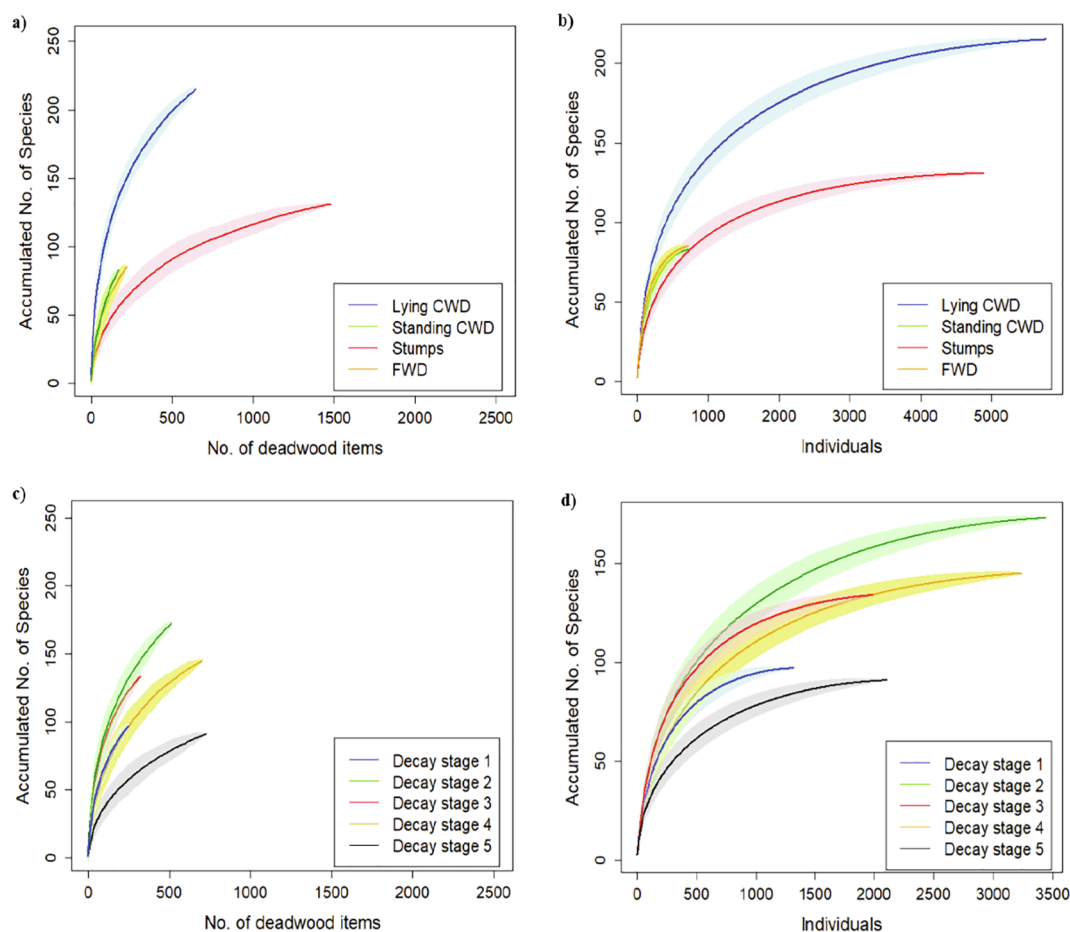 a)
Accumulated No. of Species
250
200
150
100
50
0
Lying CWD
Standing CWD
Stumps
FWD
0 500 1000 1500 2000 2500
No. of deadwood items
b)
Accumulated No. of Species
200
150
100
50
0
Lying CWD
Standing CWD
Stumps
FWD
0 1000 2000 3000 4000 5000
Individuals
c)
Accumulated No. of Species
250
200
150
100
50
0
Decay stage 1
Decay stage 2
Decay stage 3
Decay stage 4
Decay stage 5
0 500 1000 1500 2000 2500
No. of deadwood items
d)
Accumulated No. of Species
150
100
50
0
Decay stage 1
Decay stage 2
Decay stage 3
Decay stage 4
Decay stage 5
0 500 1000 1500 2000 2500 3000 3500
Individuals